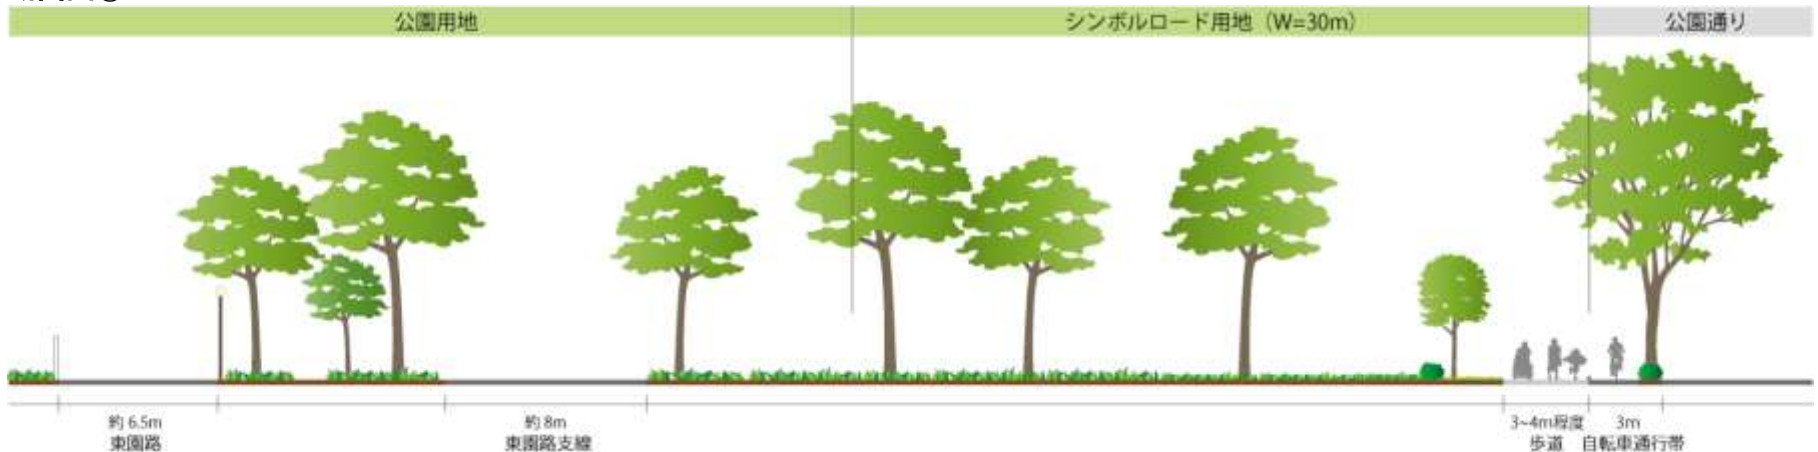 公園用地
シンボルロード用地（W=30m）
公園通り
約 6.5m
東園路
約 8m
東園路支線
3~4m程度
歩道
3m
自転車通行帯